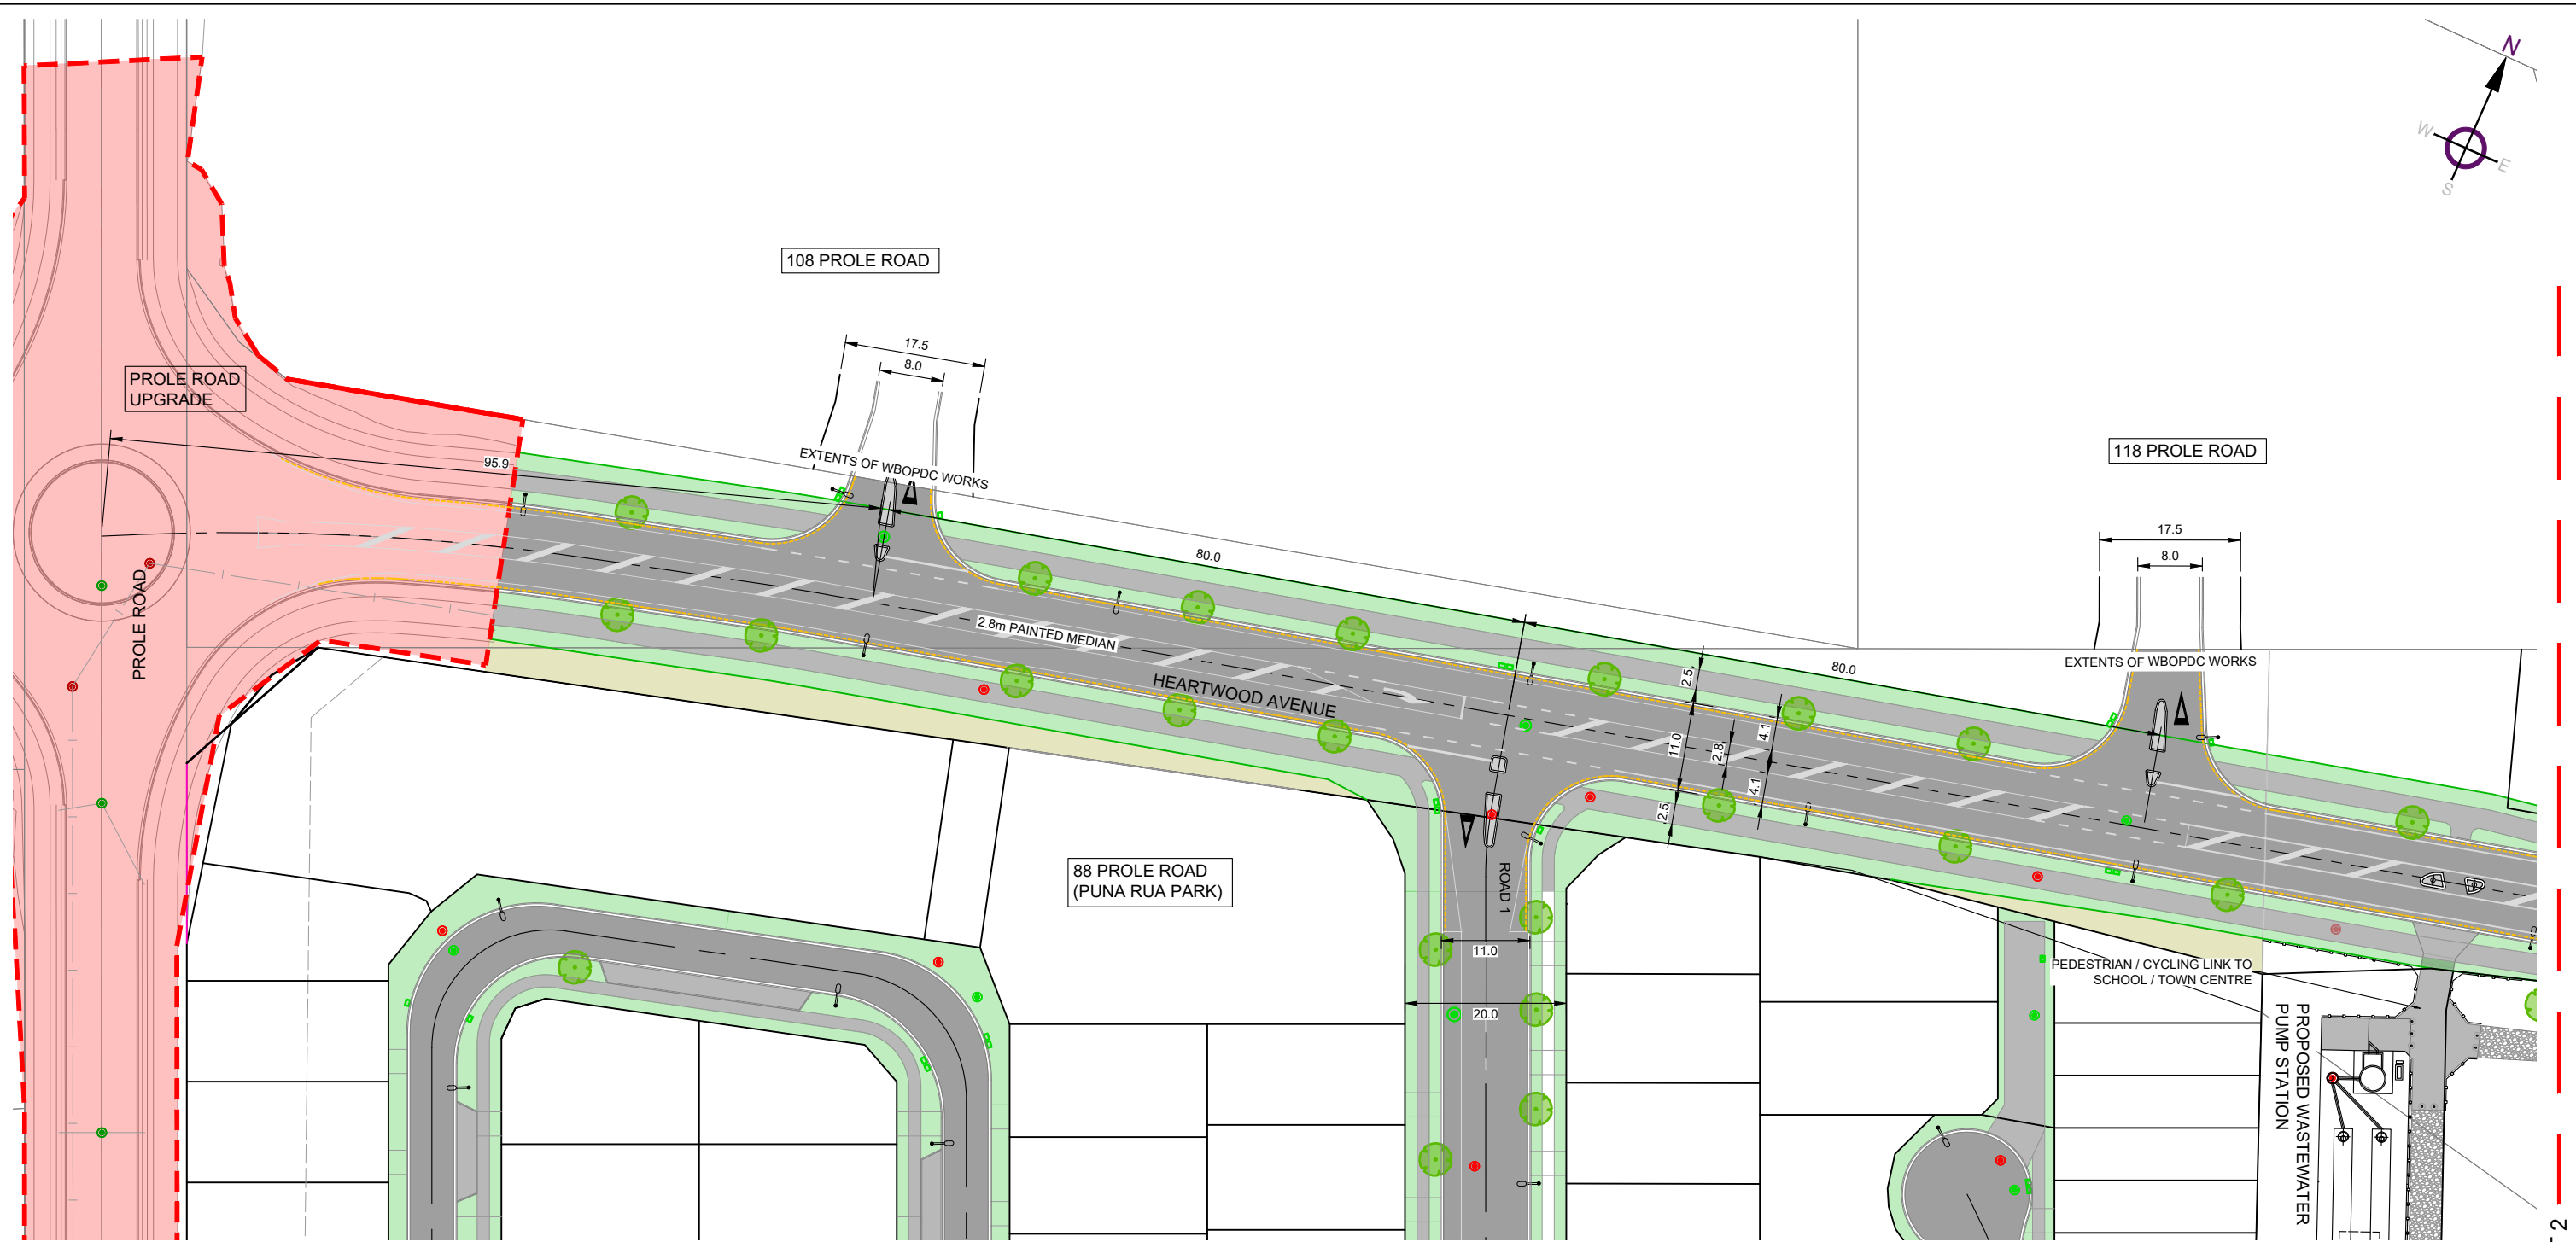 N
W
E
S
108 PROLE ROAD
17.5
8.0
PROLE ROAD
UPGRADE
95.9
EXTENTS OF WBOPDC WORKS
118 PROLE ROAD
17.5
8.0
80.0
PROLE ROAD
2.8m PAINTED MEDIAN
HEARTWOOD AVENUE
80.0
EXTENTS OF WBOPDC WORKS
2.5
11.0
2.8
4.1
4.1
2.5
88 PROLE ROAD
(PUNA RUA PARK)
ROAD 1
11.0
20.0
PEDESTRIAN / CYCLING LINK TO
SCHOOL / TOWN CENTRE
PROPOSED WASTEWATER
PUMP STATION
2